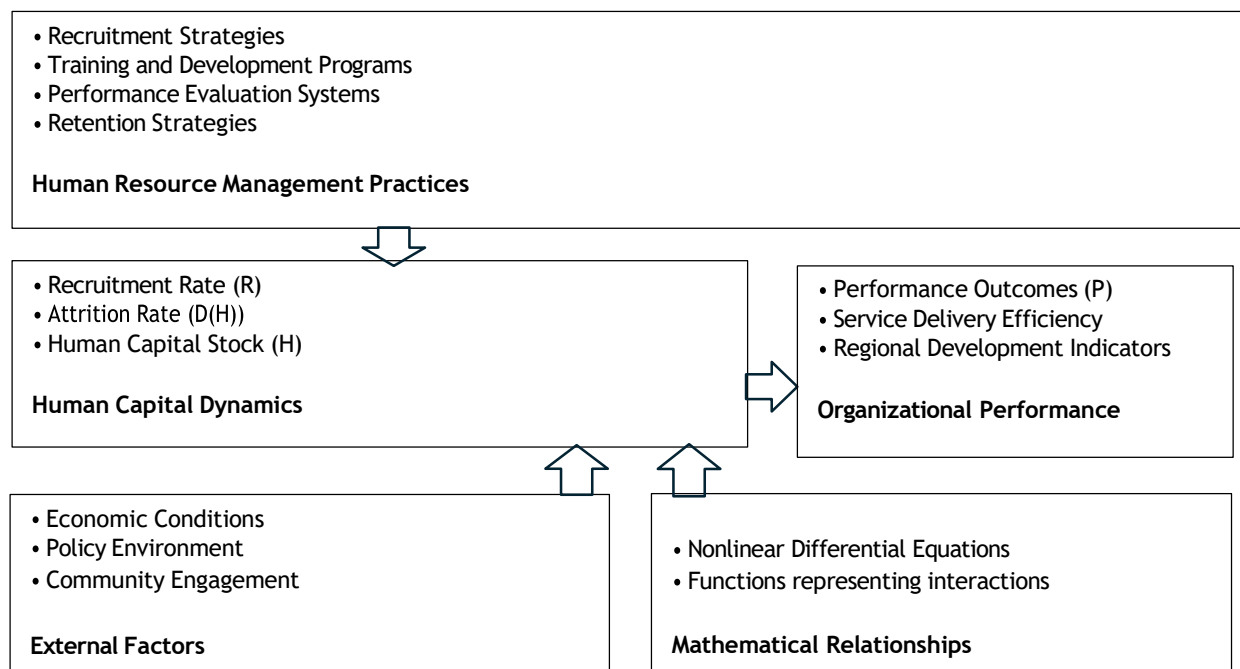 • Recruitment Strategies
• Training and Development Programs
• Performance Evaluation Systems
• Retention Strategies
Human Resource Management Practices
• Recruitment Rate (R)
• Attrition Rate (D(H))
• Human Capital Stock (H)
Human Capital Dynamics
• Performance Outcomes (P)
• Service Delivery Efficiency
• Regional Development Indicators
Organizational Performance
• Economic Conditions
• Policy Environment
• Community Engagement
External Factors
• Nonlinear Differential Equations
• Functions representing interactions
Mathematical Relationships